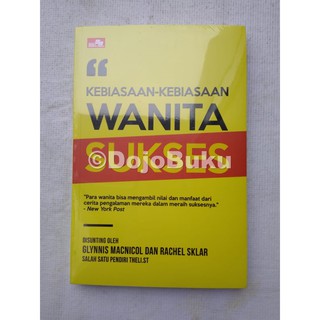 “
KEBIASAAN-KEBIASAAN
WANITA
SUKSES
©DojoBuku
"Para wanita bisa mengambil nilai dan manfaat dari
cerita pengalaman mereka dalam meraih suksesnya."
- New York Post
DISUNTING OLEH
GLYNNIS MACNICOL DAN RACHEL SKLAR
SALAH SATU PENDIRI THELIST